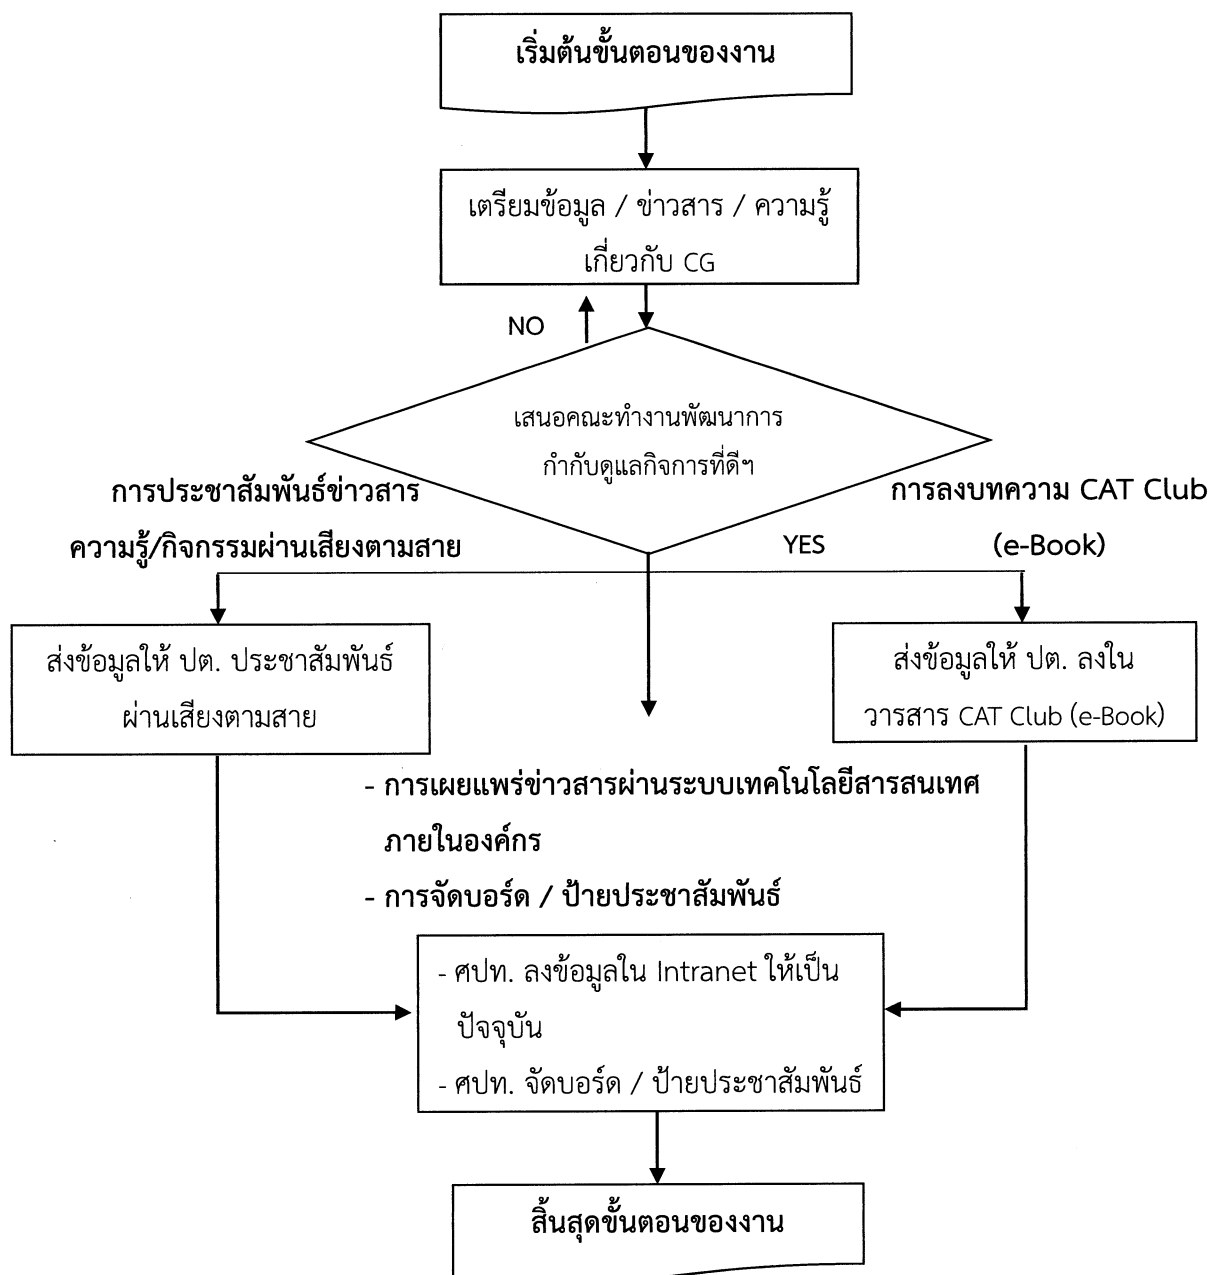 เริ่มต้นขั้นตอนของงาน
เตรียมข้อมูล / ข่าวสาร / ความรู้
เกี่ยวกับ CG
NO
เสนอคณะทำงานพัฒนาการ
กำกับดูแลกิจการที่ดีฯ
การประชาสัมพันธ์ข่าวสาร
ความรู้/กิจกรรมผ่านเสียงตามสาย
YES
การลงบทความ CAT Club
(e-Book)
ส่งข้อมูลให้ ปต. ประชาสัมพันธ์
ผ่านเสียงตามสาย
ส่งข้อมูลให้ ปต. ลงใน
วารสาร CAT Club (e-Book)
- การเผยแพร่ข่าวสารผ่านระบบเทคโนโลยีสารสนเทศ
ภายในองค์กร
- การจัดบอร์ด / ป้ายประชาสัมพันธ์
- ศปท. ลงข้อมูลใน Intranet ให้เป็น
ปัจจุบัน
- ศปท. จัดบอร์ด / ป้ายประชาสัมพันธ์
สิ้นสุดขั้นตอนของงาน